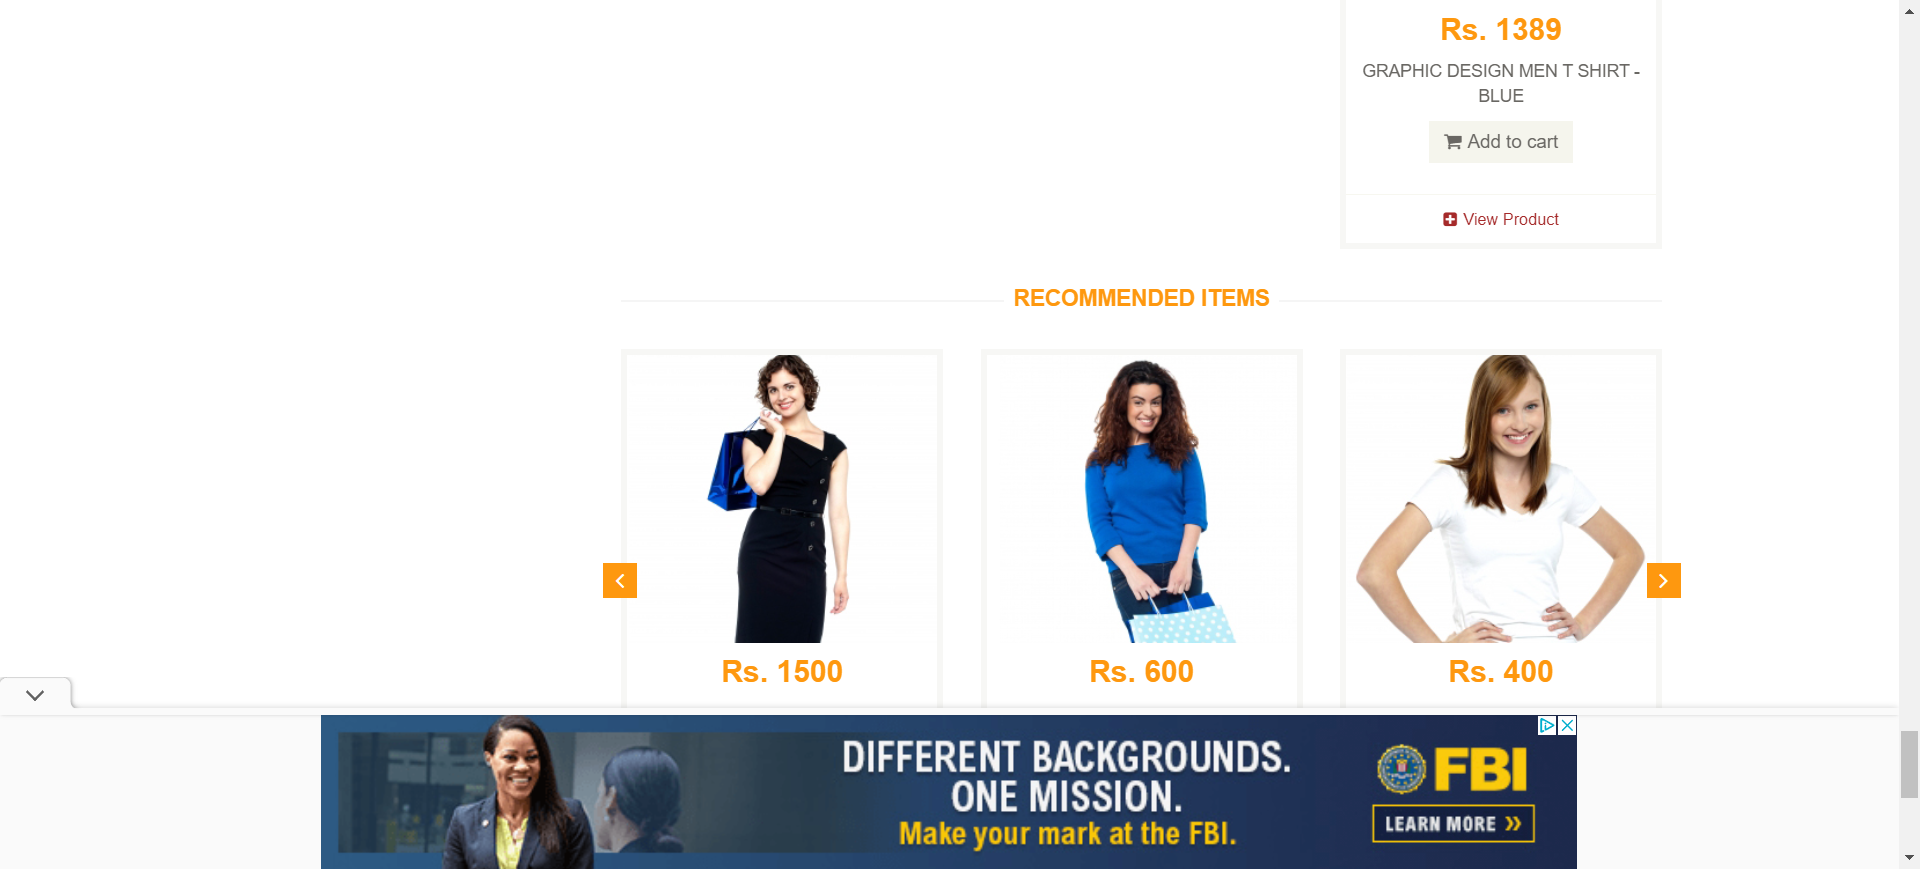 Rs. 1389
GRAPHIC DESIGN MEN T SHIRT -
BLUE
Add to cart
View Product
RECOMMENDED ITEMS
Rs. 1500
Rs. 600
Rs. 400
DIFFERENT BACKGROUNDS.
ONE MISSION.
Make your mark at the FBI.
FBI
LEARN MORE »